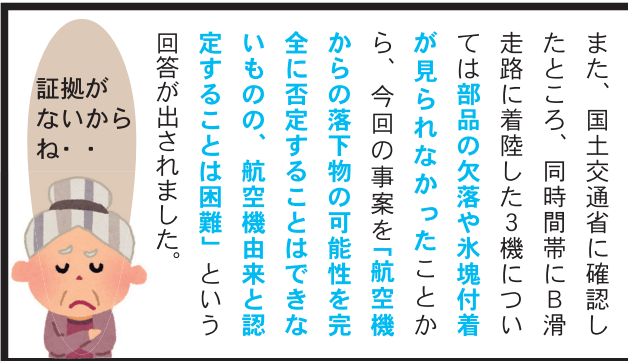 また、国土交通省に確認し
たところ、同時間帯にB滑
走路に着陸した3機につい
ては部品の欠落や氷塊付着
が見られなかったことか
ら、今回の事案を「航空機
からの落下物の可能性を完
全に否定することはできな
いものの、航空機由来と認
定することは困難」という
回答が出されました。
証拠が
ないから
ね・・